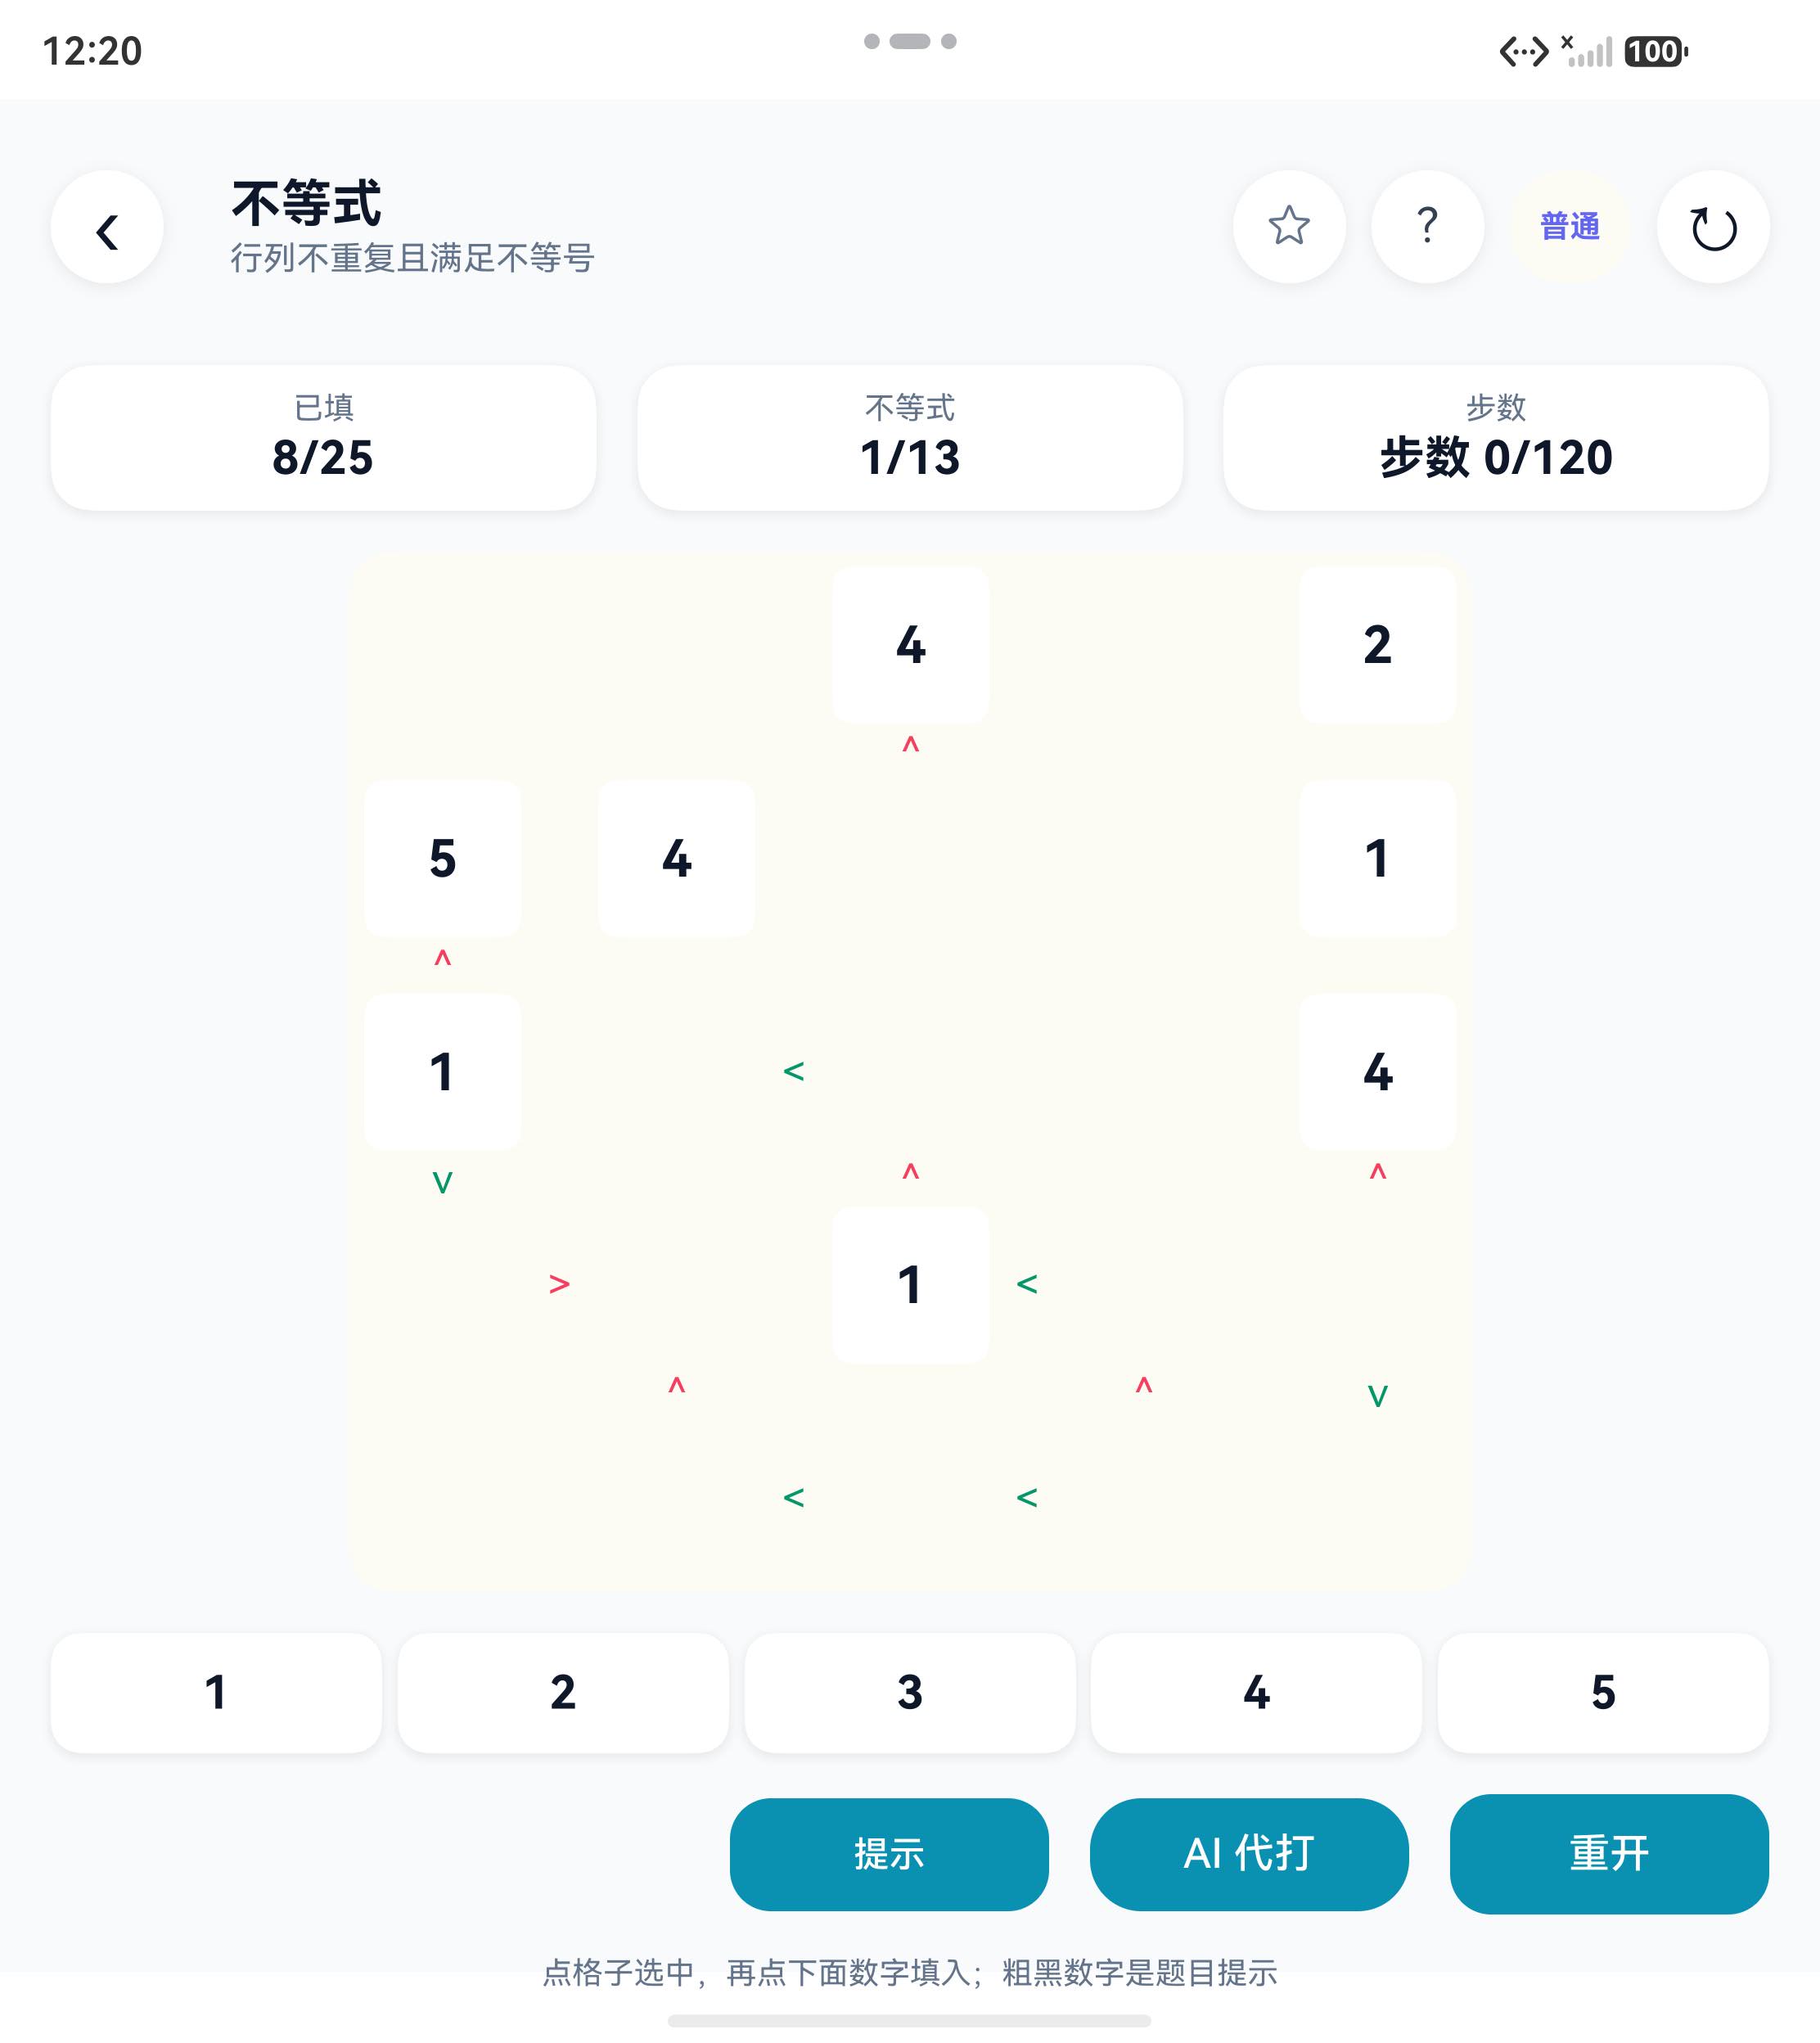 12:20
100
不等式
行列不重复且满足不等号
?
普通
已填
8/25
不等式
1/13
步数
步数 0/120
4 2
^
5 4 1
^
1 < 4
v ^ ^
> 1 <
^ ^ v
< <
1 2 3 4 5
提示
AI 代打
重开
点格子选中，再点下面数字填入；粗黑数字是题目提示